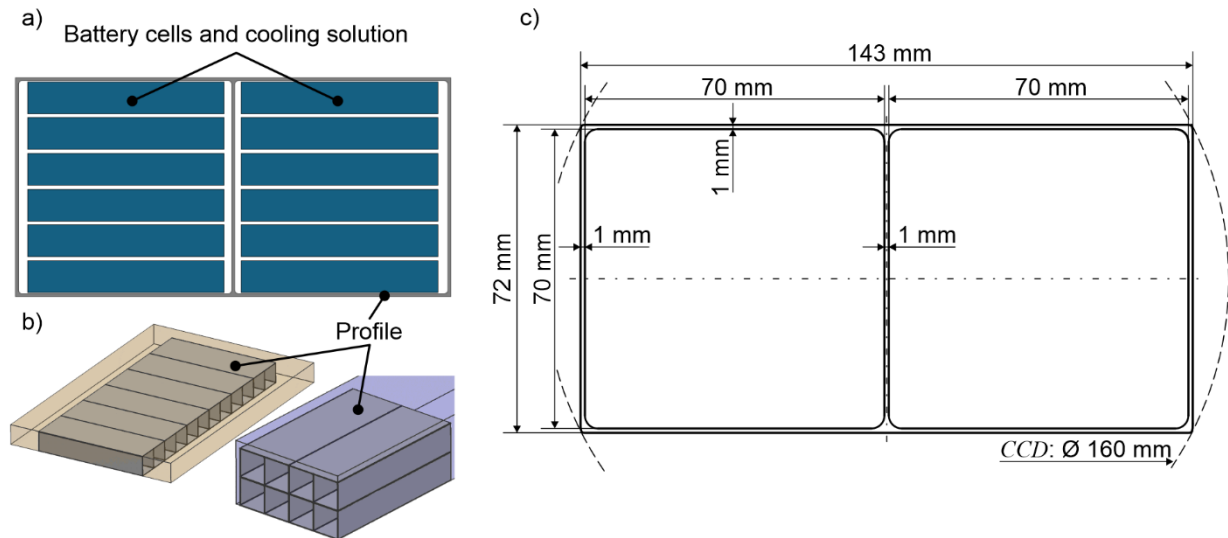 a)
Battery cells and cooling solution
b)
Profile
c)
143 mm
70 mm
70 mm
1 mm
1 mm
1 mm
72 mm
70 mm
CCD: Ø 160 mm